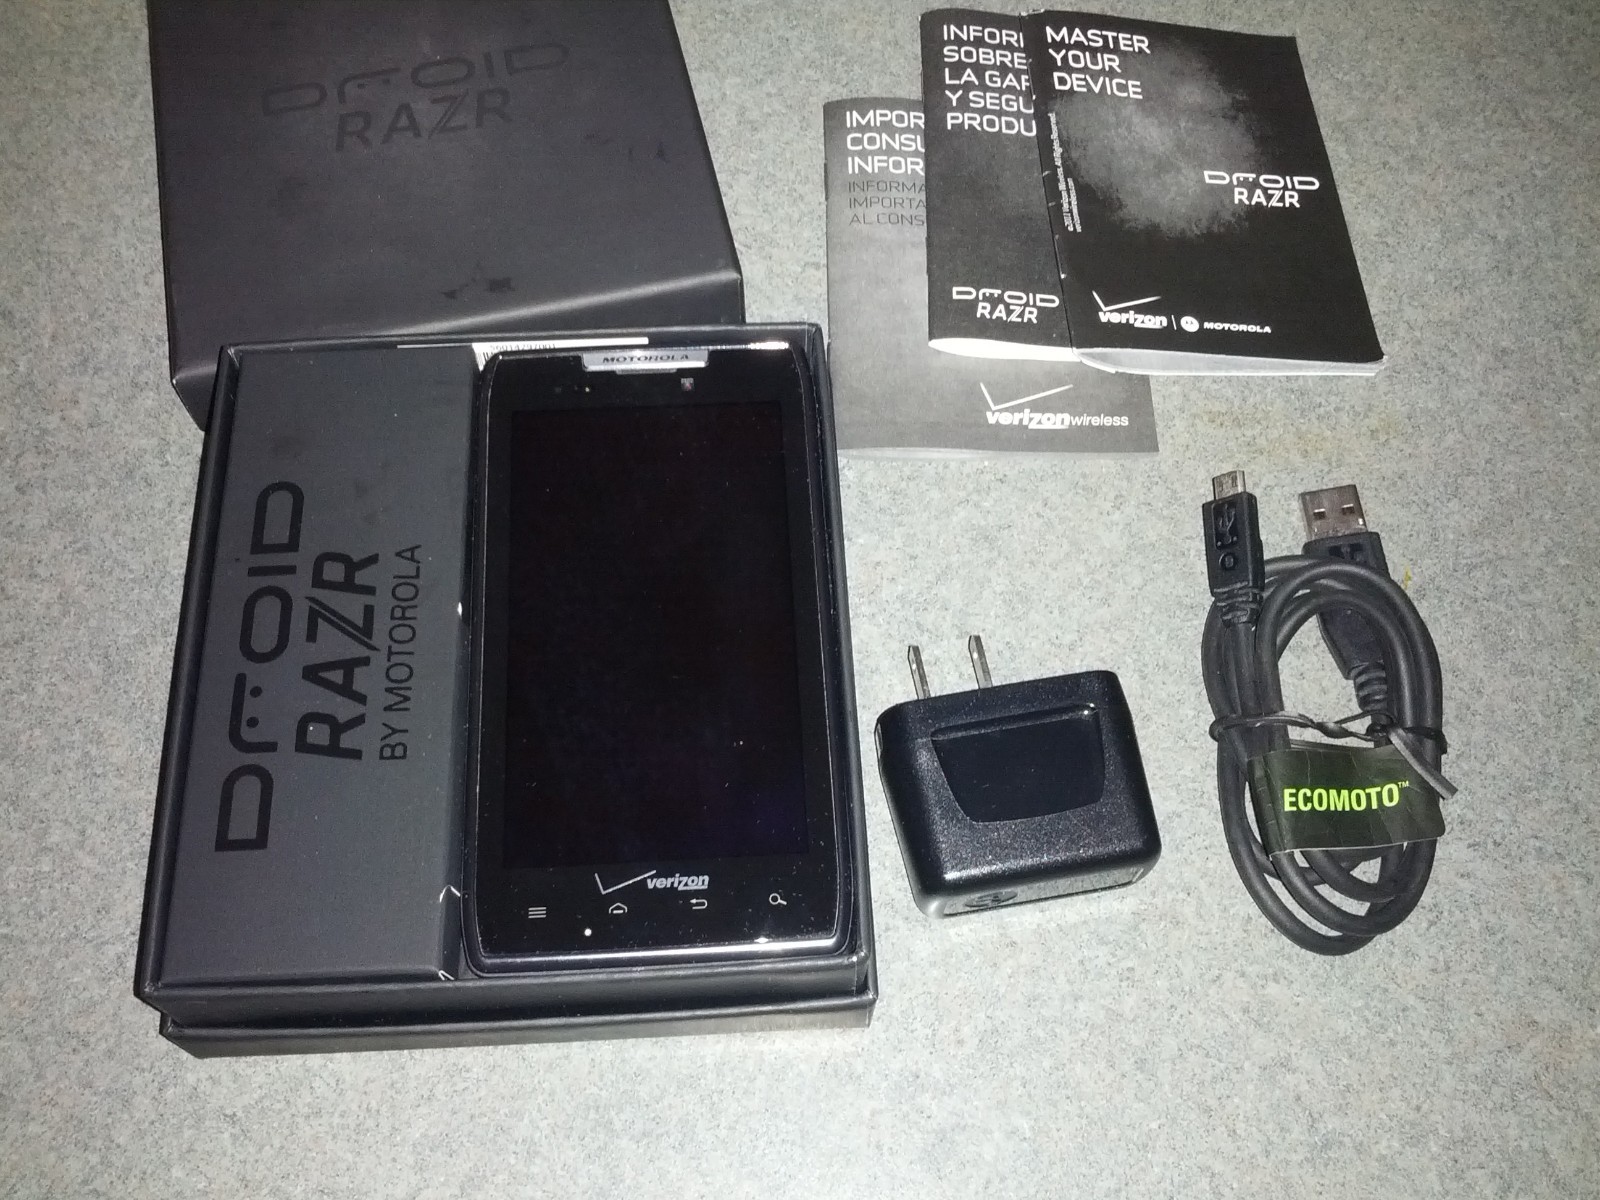 DROID
RAZR
INFORI
SOBRE
LA GAR
Y SEGU
PRODU
DROID
RAZR
MASTER
YOUR
DEVICE
DROID
RAZR
verizon | MOTOROLA
IMPOR
CONSU
INFOR
INFORMA
IMPORTA
AL CONS
verizonwireless
DROID
RAZR
BY MOTOROLA
MOTOROLA
verizon
ECOMOTO™